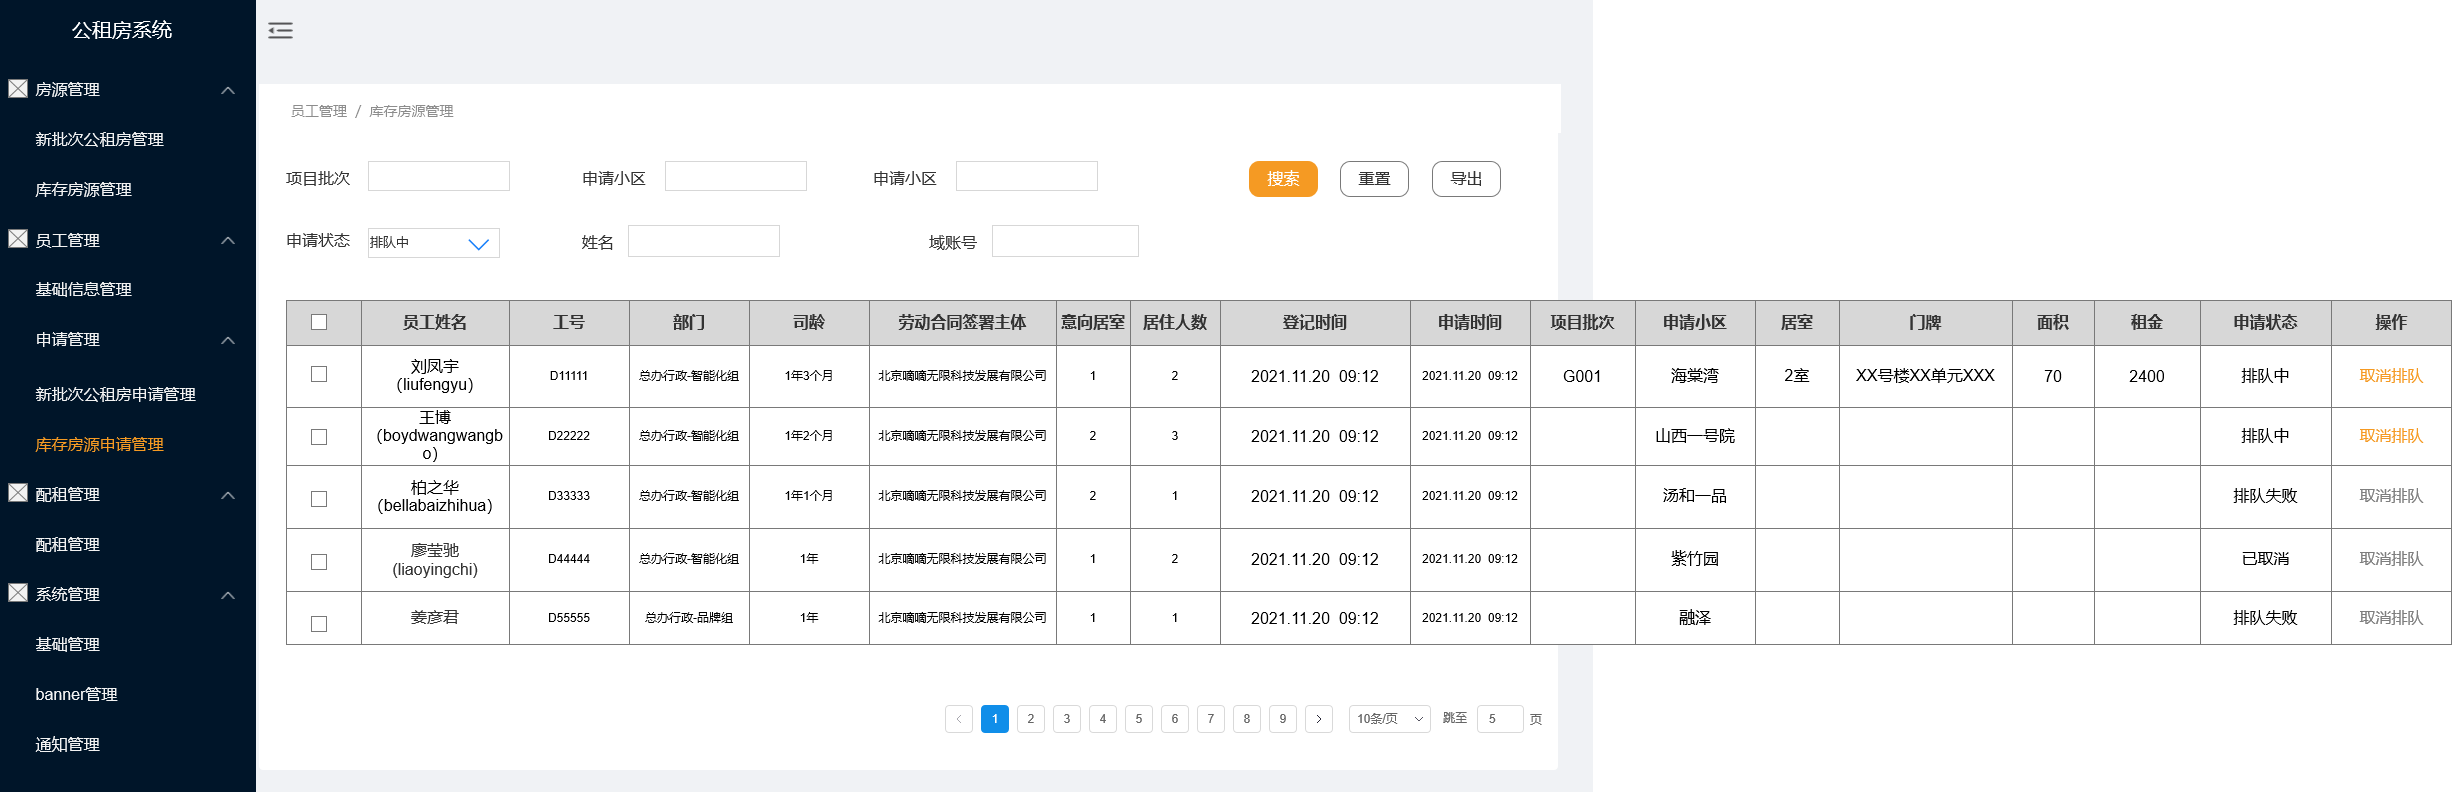 公租房系统
房源管理
新批次公租房管理
库存房源管理
员工管理
基础信息管理
申请管理
新批次公租房申请管理
库存房源申请管理
配租管理
配租管理
系统管理
基础管理
banner管理
通知管理
员工管理 / 库存房源管理
项目批次 申请小区 申请小区 搜索 重置 导出
申请状态 排队中 姓名 域账号
员工姓名 工号 部门 司龄 劳动合同签署主体 意向居室 居住人数 登记时间 申请时间 项目批次 申请小区 居室 门牌 面积 租金 申请状态 操作
刘凤宇
（liufengyu） D11111 总办行政-智能化组 1年3个月 北京嘀嘀无限科技发展有限公司 1 2 2021.11.20 09:12 2021.11.20 09:12 G001 海棠湾 2室 XX号楼XX单元XXX 70 2400 排队中 取消排队
王博
（boydwangwangb
o） D22222 总办行政-智能化组 1年2个月 北京嘀嘀无限科技发展有限公司 2 3 2021.11.20 09:12 2021.11.20 09:12 山西一号院 排队中 取消排队
柏之华
（bellabaizhihua） D33333 总办行政-智能化组 1年1个月 北京嘀嘀无限科技发展有限公司 2 1 2021.11.20 09:12 2021.11.20 09:12 汤和一品 排队失败 取消排队
廖莹驰
(liaoyingchi) D44444 总办行政-智能化组 1年 北京嘀嘀无限科技发展有限公司 1 2 2021.11.20 09:12 2021.11.20 09:12 紫竹园 已取消 取消排队
姜彦君 D55555 总办行政-品牌组 1年 北京嘀嘀无限科技发展有限公司 1 1 2021.11.20 09:12 2021.11.20 09:12 融泽 排队失败 取消排队
1 2 3 4 5 6 7 8 9 10条/页 跳至 5 页